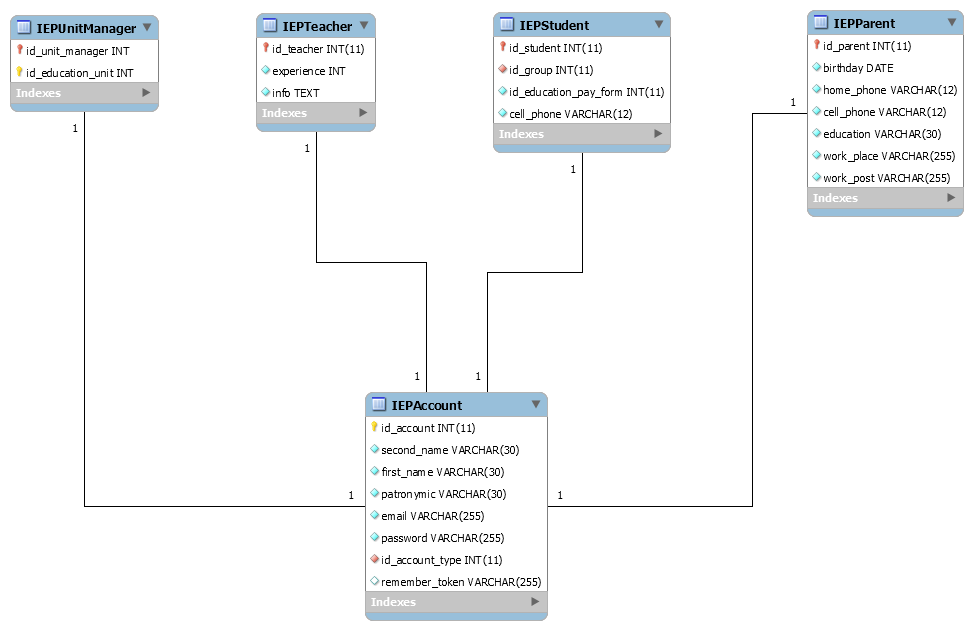 IEPUnitManager
id_unit_manager INT
id_education_unit INT
Indexes
1
IEPTeacher
id_teacher INT(11)
experience INT
info TEXT
Indexes
1
IEPStudent
id_student INT(11)
id_group INT(11)
id_education_pay_form INT(11)
cell_phone VARCHAR(12)
Indexes
1
IEPParent
id_parent INT(11)
birthday DATE
home_phone VARCHAR(12)
cell_phone VARCHAR(12)
education VARCHAR(30)
work_place VARCHAR(255)
work_post VARCHAR(255)
Indexes
1
1
1
1
1
IEPAccount
id_account INT(11)
second_name VARCHAR(30)
first_name VARCHAR(30)
patronymic VARCHAR(30)
email VARCHAR(255)
password VARCHAR(255)
id_account_type INT(11)
remember_token VARCHAR(255)
Indexes